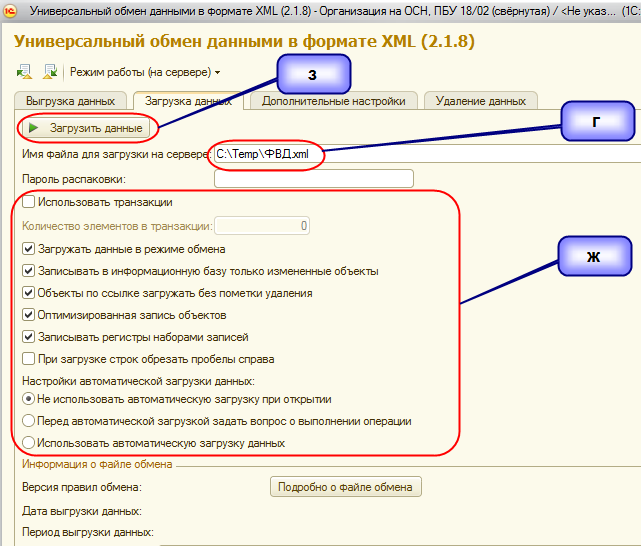 Универсальный обмен данными в формате XML (2.1.8) - Организация на ОСН, ПБУ 18/02 (свёрнутая) / <Не указ... (1С:
Универсальный обмен данными в формате XML (2.1.8)
Режим работы (на сервере)
З
Выгрузка данных Загрузка данных Дополнительные настройки Удаление данных
Загрузить данные
Г
Имя файла для загрузки на сервере: C:\Temp\ФВД.xml
Пароль распаковки:
Использовать транзакции
Количество элементов в транзакции: 0
Загружать данные в режиме обмена
Ж
Записывать в информационную базу только измененные объекты
Объекты по ссылке загружать без пометки удаления
Оптимизированная запись объектов
Записывать регистры наборами записей
При загрузке строк обрезать пробелы справа
Настройки автоматической загрузки данных:
Не использовать автоматическую загрузку при открытии
Перед автоматической загрузкой задать вопрос о выполнении операции
Использовать автоматическую загрузку данных
Информация о файле обмена
Версия правил обмена: Подробно о файле обмена
Дата выгрузки данных:
Период выгрузки данных: